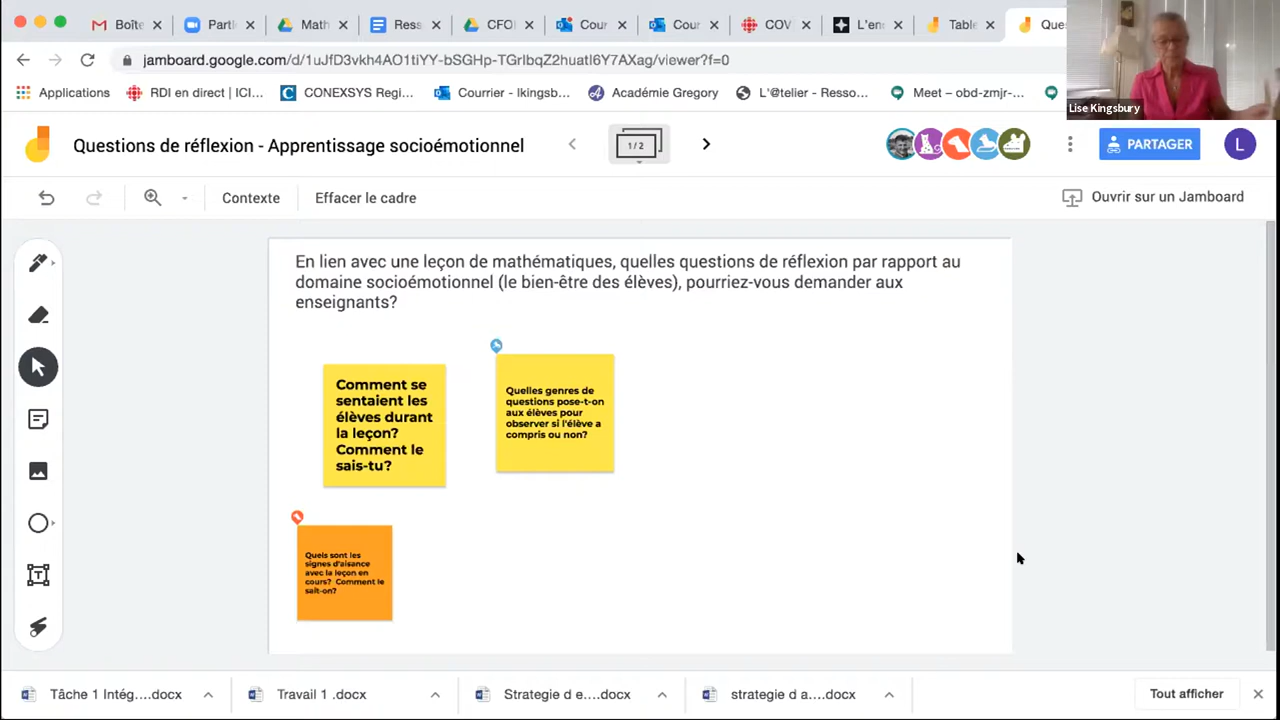 Boîte
Parti
Math
Ress
CFO
Cour
Cour
COV
L'en
Table
Que
jamboard.google.com/d/1uJfD3vkh4AO1tiYY-bSGHp-TGrlbqZ2huatI6Y7AXag/viewer?f=0
Applications
RDI en direct | ICI...
CONEXSYS Regi...
Courrier - lkingsb...
Académie Gregory
L'@telier - Resso...
Meet – obd-zmjr-...
Lise Kingsbury
Questions de réflexion - Apprentissage socioémotionnel
1/2
PARTAGER
L
Contexte
Effacer le cadre
Ouvrir sur un Jamboard
En lien avec une leçon de mathématiques, quelles questions de réflexion par rapport au
domaine socioémotionnel (le bien-être des élèves), pourriez-vous demander aux
enseignants?
Comment se
sentaient les
élèves durant
la leçon?
Comment le
sais-tu?
Quelles genres de
questions pose-t-on
aux élèves pour
observer si l'élève a
compris ou non?
Quels sont les
signes d'aisance
avec la leçon en
cours? Comment le
sait-on?
Tâche 1 Intég....docx
Travail 1 .docx
Strategie d e....docx
strategie d a....docx
Tout afficher